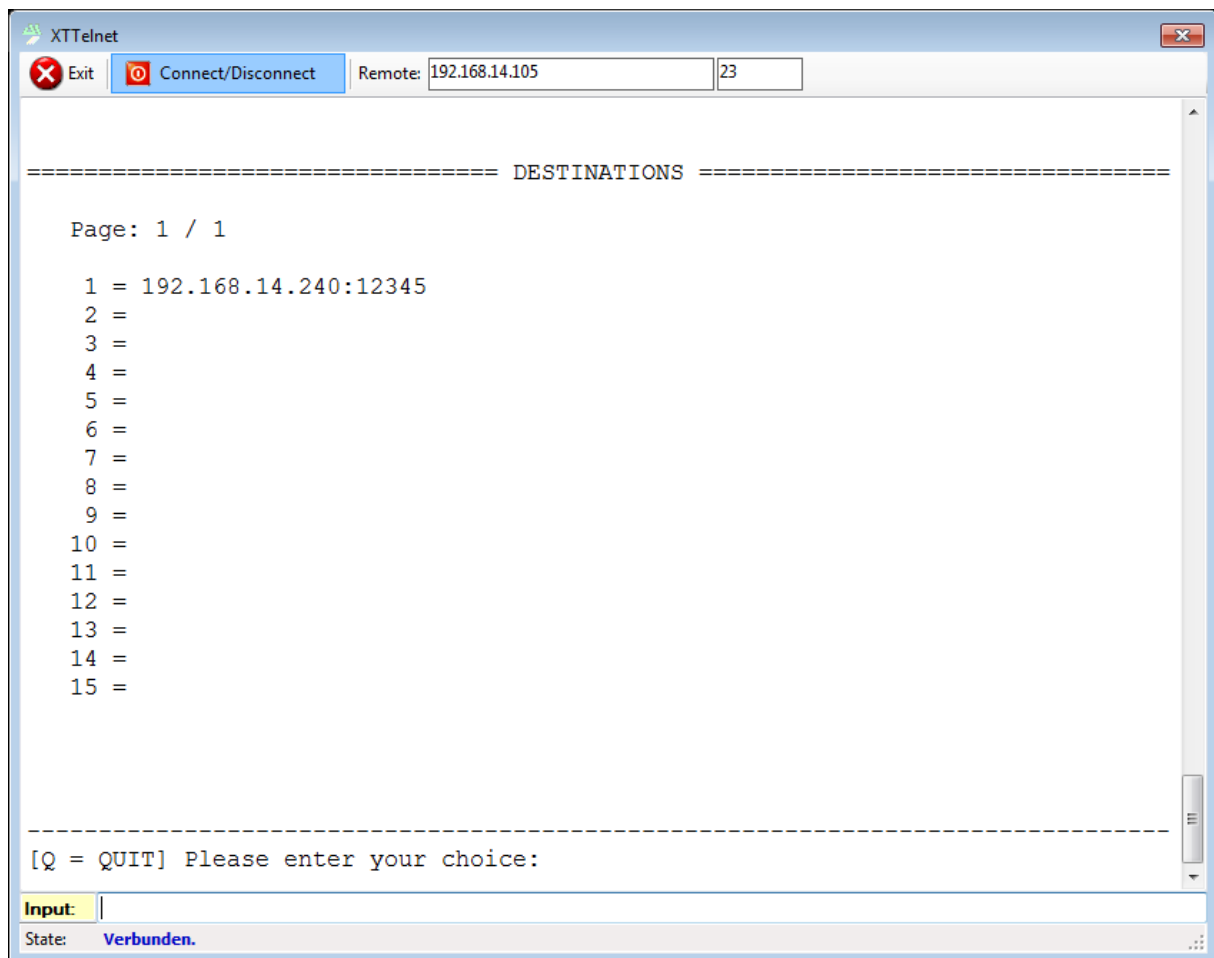 XTTelnet
Exit Connect/Disconnect Remote: 192.168.14.105 23
================================= DESTINATIONS =================================
Page: 1 / 1
1 = 192.168.14.240:12345
2 =
3 =
4 =
5 =
6 =
7 =
8 =
9 =
10 =
11 =
12 =
13 =
14 =
15 =
--------------------------------------------------------------------------------
[Q = QUIT] Please enter your choice:
Input:
State: Verbunden.